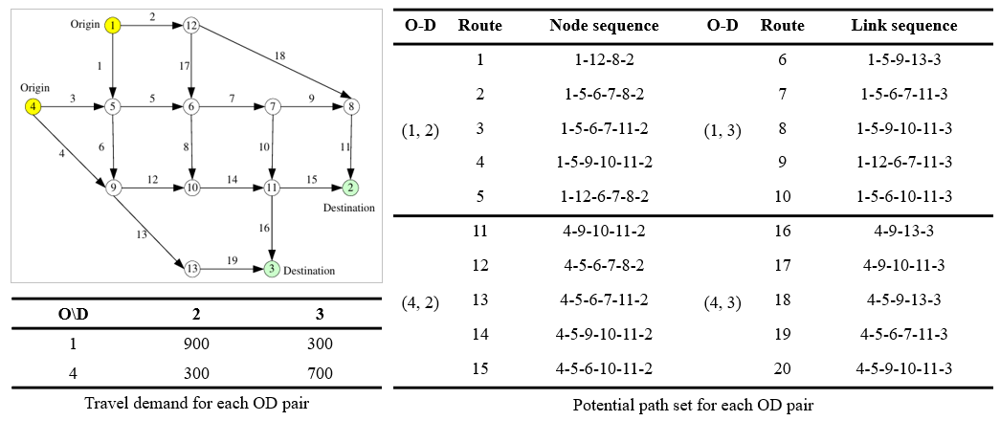 Origin 1 2 12
18
1 17
Origin
4 3 5 5 6 7 7 9 8
4 6 8 10 11
9 12 10 14 11 15 2
Destination
13 16
13 19 3 Destination
O\D 2 3
1 900 300
4 300 700
Travel demand for each OD pair
O-D Route Node sequence O-D Route Link sequence
1 1-12-8-2 6 1-5-9-13-3
2 1-5-6-7-8-2 7 1-5-6-7-11-3
(1, 2) 3 1-5-6-7-11-2 (1, 3) 8 1-5-9-10-11-3
4 1-5-9-10-11-2 9 1-12-6-7-11-3
5 1-12-6-7-8-2 10 1-5-6-10-11-3
11 4-9-10-11-2 16 4-9-13-3
12 4-5-6-7-8-2 17 4-9-10-11-3
(4, 2) 13 4-5-6-7-11-2 (4, 3) 18 4-5-9-13-3
14 4-5-9-10-11-2 19 4-5-6-7-11-3
15 4-5-6-10-11-2 20 4-5-9-10-11-3
Potential path set for each OD pair